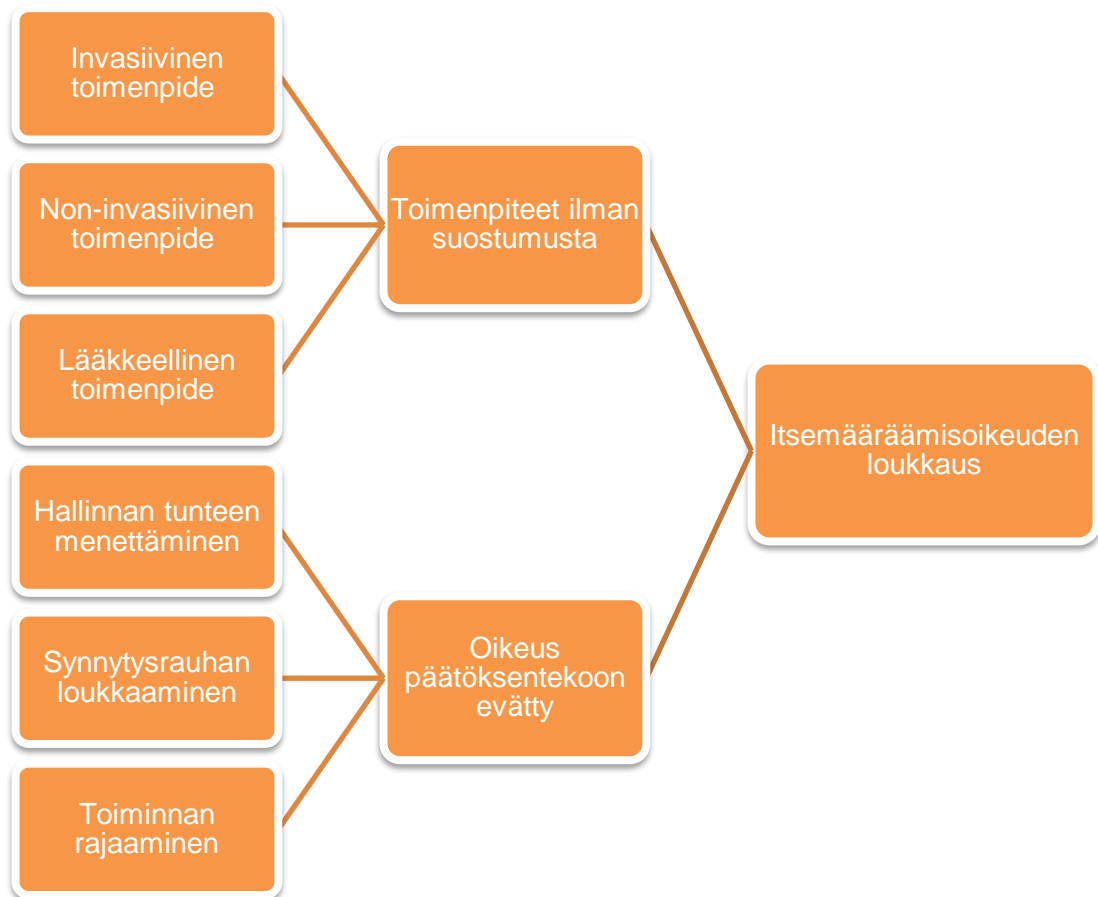 Invasiivinen
toimenpide
Non-invasiivinen
toimenpide
Lääkkeellinen
toimenpide
Hallinnan tunteen
menettäminen
Synnytysrauhan
loukkaaminen
Toiminnan
rajaaminen
Toimenpiteet ilman
suostumusta
Oikeus
päätöksentekoon
evätty
Itsemääräämisoikeuden
loukkaus